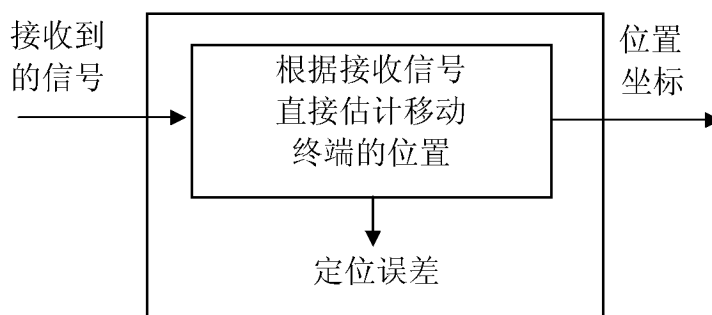 接收到
的信号
根据接收信号
直接估计移动
终端的位置
定位误差
位置
坐标